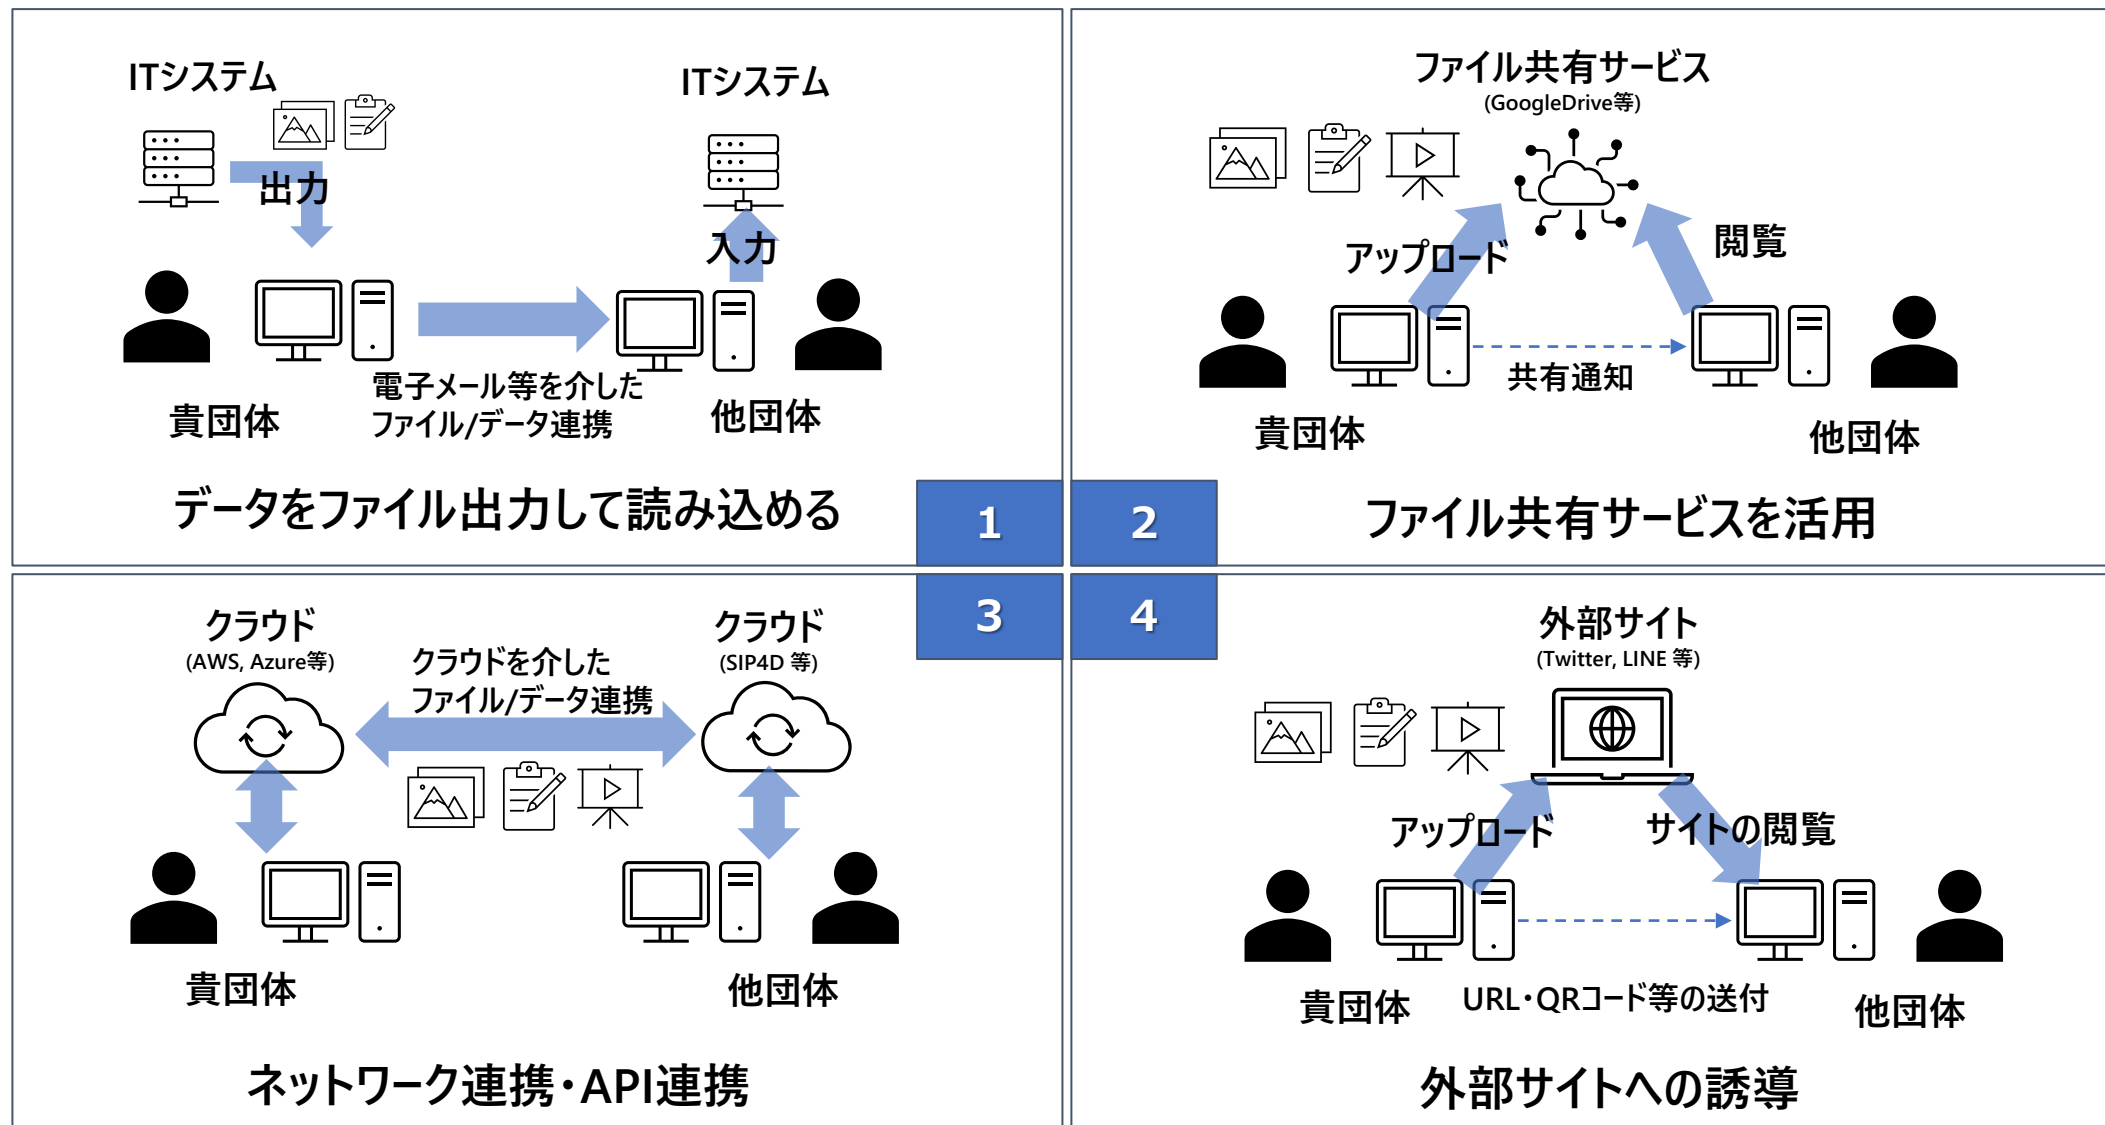 ITシステム
ITシステム
出力
入力
電子メール等を介した
ファイル/データ連携
貴団体
他団体
データをファイル出力して読み込める
1
ファイル共有サービス
(GoogleDrive等)
アップロード
閲覧
共有通知
貴団体
他団体
2
ファイル共有サービスを活用
3
クラウド
(AWS, Azure等)
クラウドを介した
ファイル/データ連携
クラウド
(SIP4D 等)
貴団体
他団体
ネットワーク連携・API連携
4
外部サイト
(Twitter, LINE 等)
アップロード
サイトの閲覧
URL・QRコード等の送付
貴団体
他団体
外部サイトへの誘導